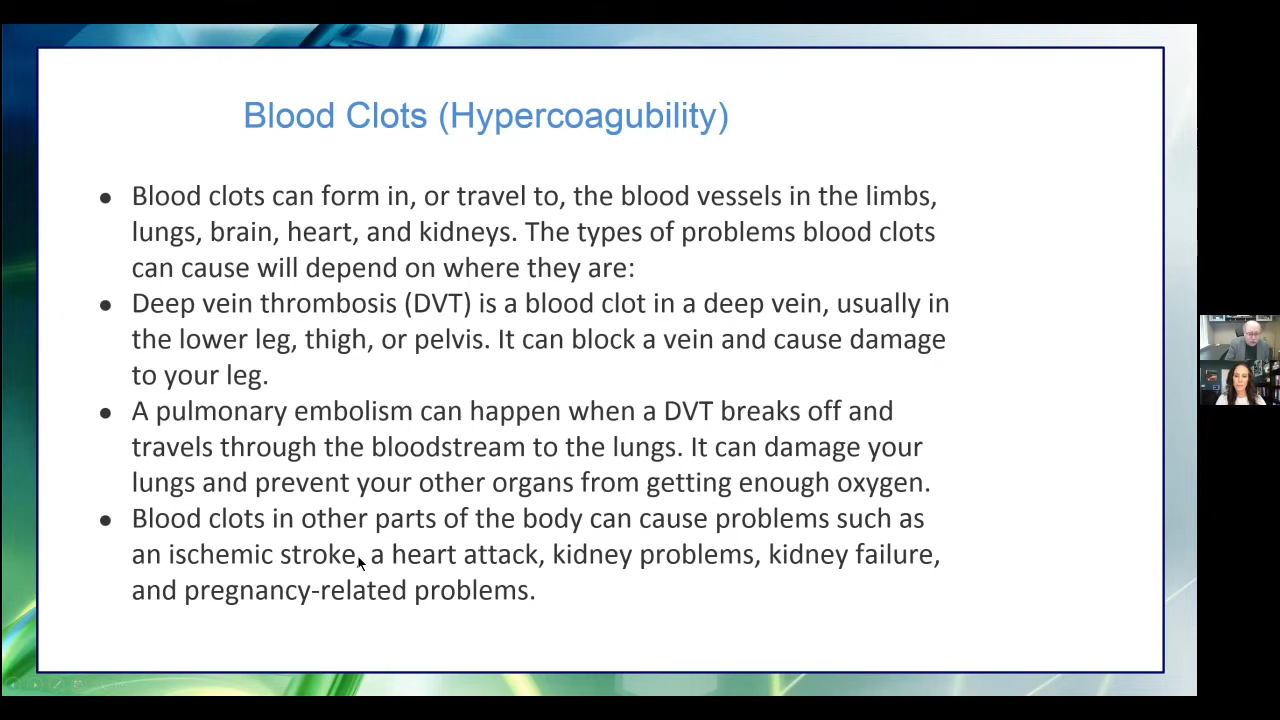 Blood Clots (Hypercoagubility)
● Blood clots can form in, or travel to, the blood vessels in the limbs,
lungs, brain, heart, and kidneys. The types of problems blood clots
can cause will depend on where they are:
● Deep vein thrombosis (DVT) is a blood clot in a deep vein, usually in
the lower leg, thigh, or pelvis. It can block a vein and cause damage
to your leg.
● A pulmonary embolism can happen when a DVT breaks off and
travels through the bloodstream to the lungs. It can damage your
lungs and prevent your other organs from getting enough oxygen.
● Blood clots in other parts of the body can cause problems such as
an ischemic stroke, a heart attack, kidney problems, kidney failure,
and pregnancy-related problems.